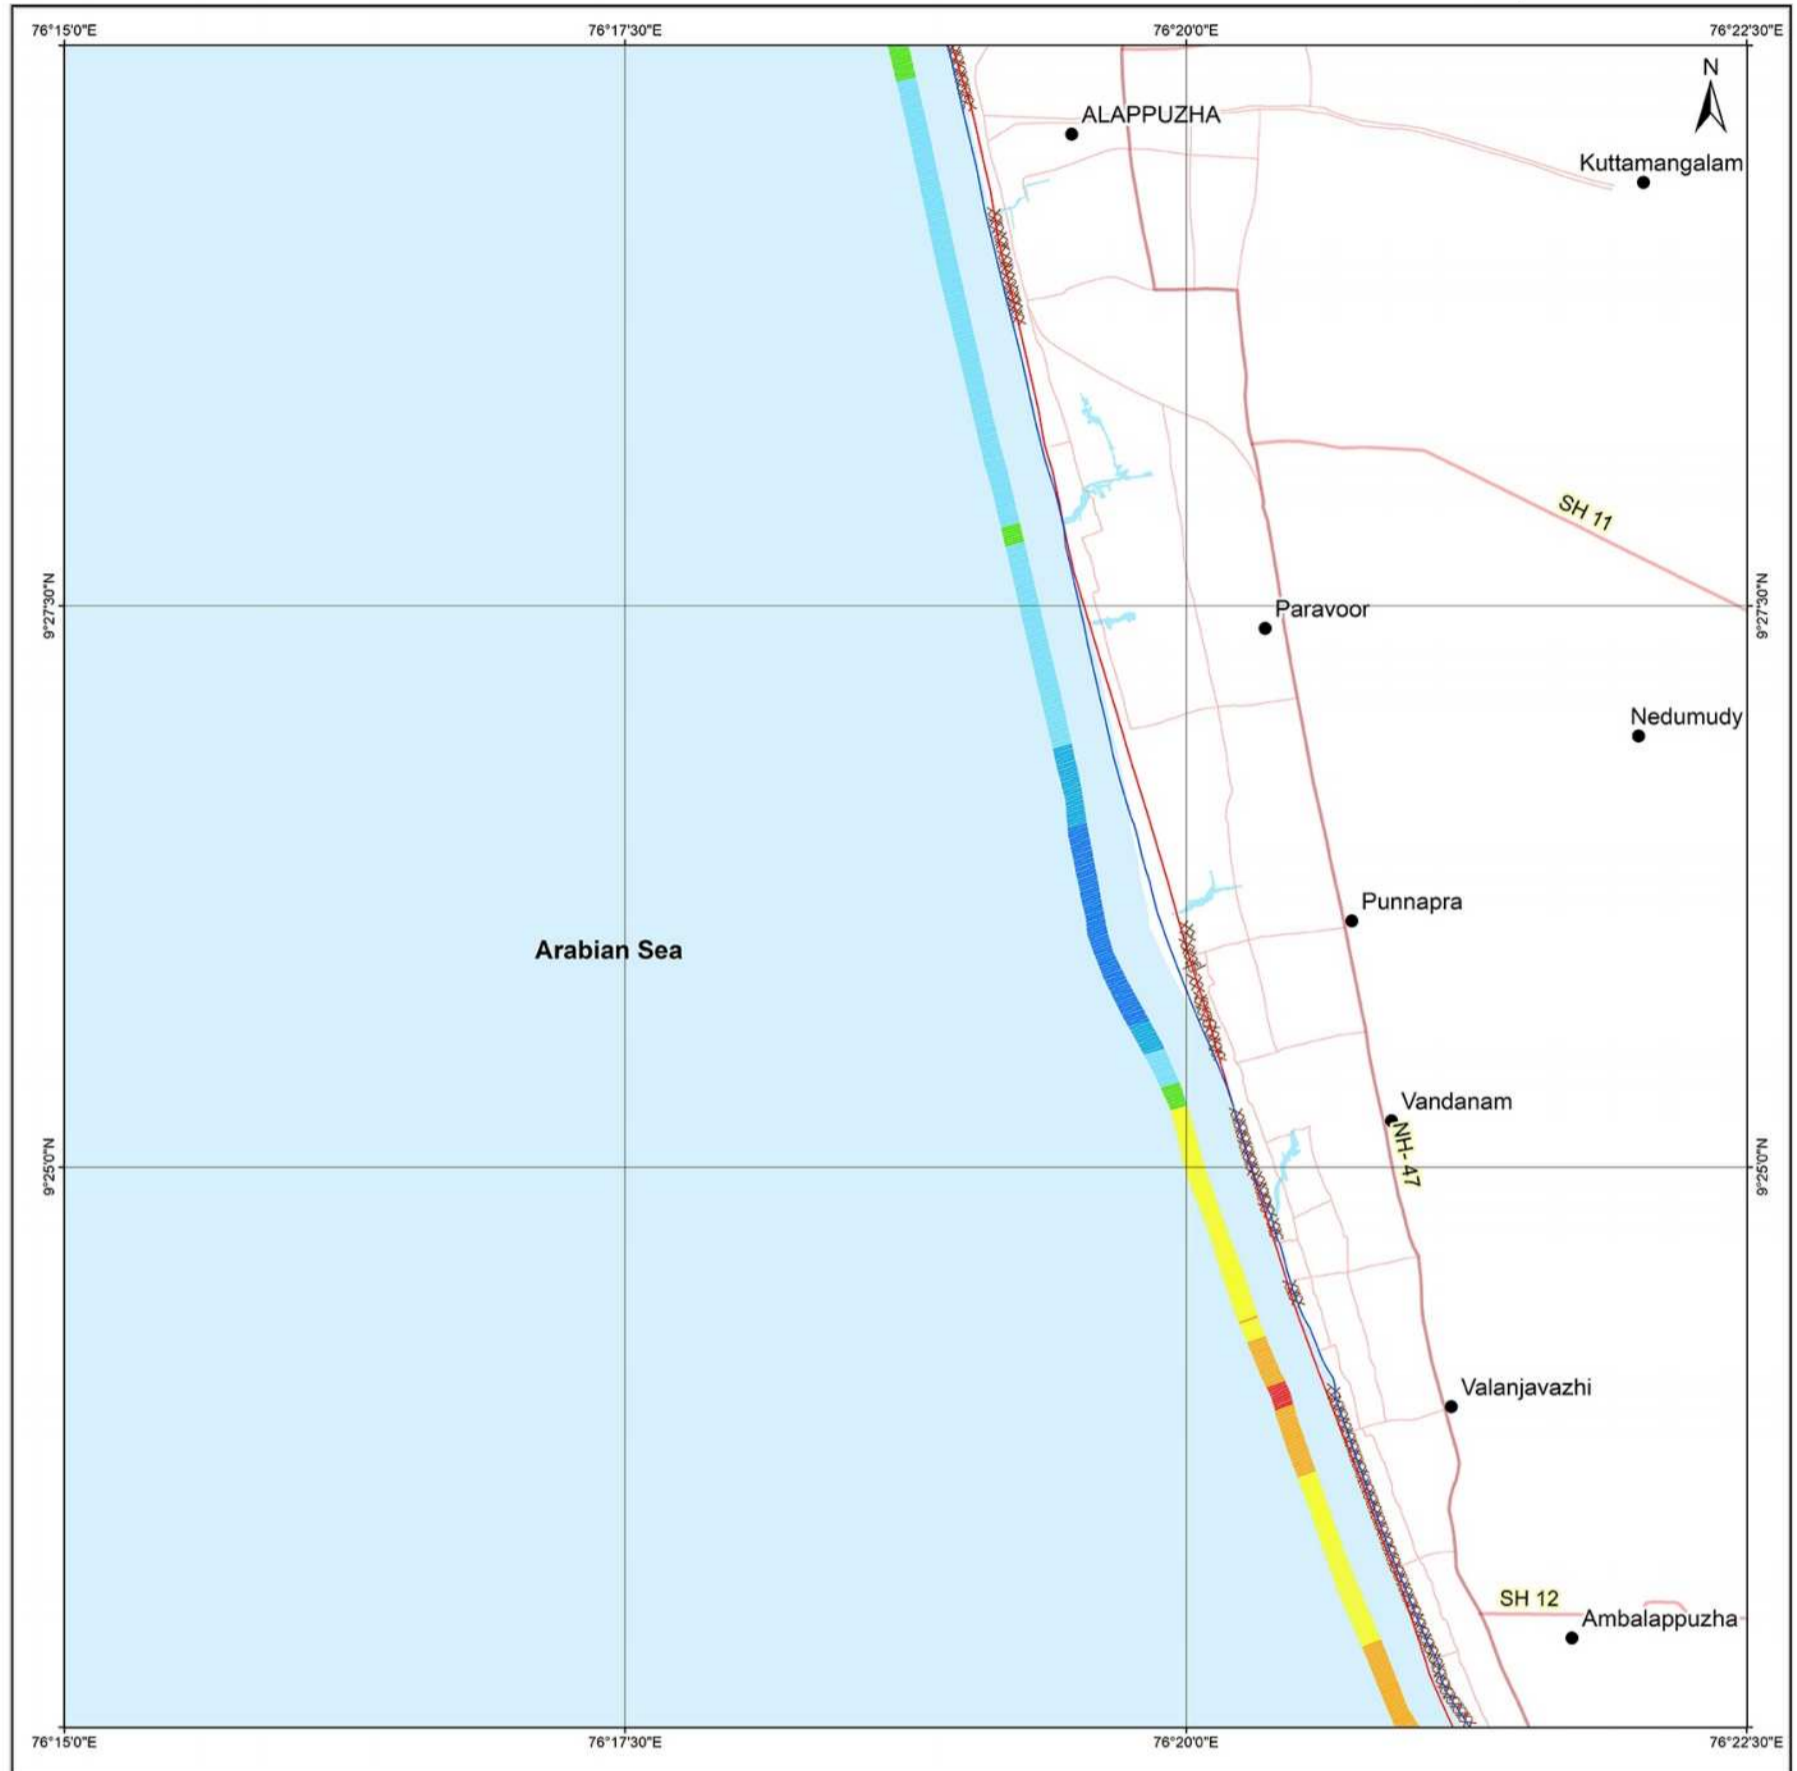 76°15'0"E 76°17'30"E 76°20'0"E 76°22'30"E
N
ALAPPUZHA
Kuttamangalam
SH 11
9°27'30"N 9°27'30"N
Paravoor
Nedumudy
Punnapra
Arabian Sea
Vandanam
NH-47
9°25'0"N 9°25'0"N
Valanjavazhi
SH 12
Ambalappuzha
76°15'0"E 76°17'30"E 76°20'0"E 76°22'30"E